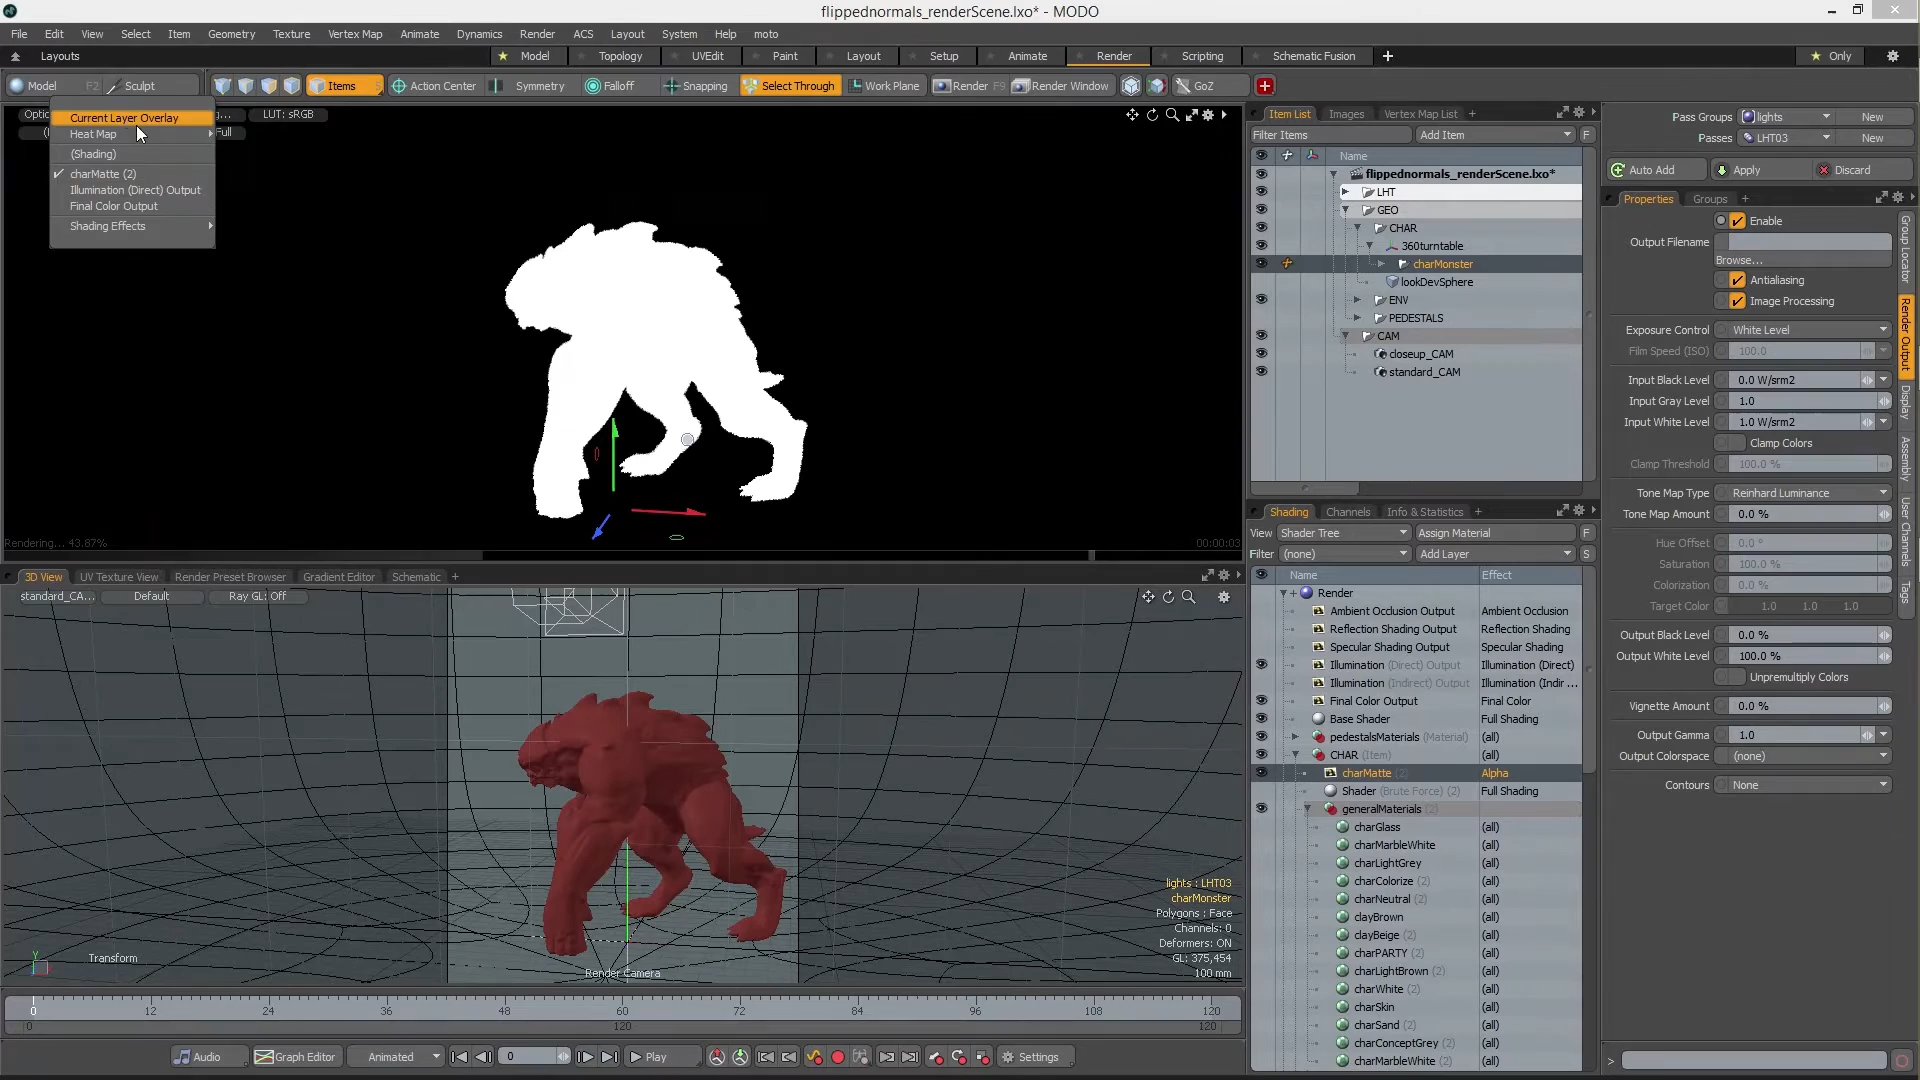 flippednormals_renderScene.lxo* - MODO
File Edit View Select Item Geometry Texture Vertex Map Animate Dynamics Render ACS Layout System Help moto
Layouts Model Topology UVEdit Paint Layout Setup Animate Render Scripting Schematic Fusion + Only
Model F2 Sculpt Items Action Center Symmetry Falloff Snapping Select Through Work Plane Render F9 Render Window GoZ
LUT: sRGB
Full
Current Layer Overlay
Heat Map
(Shading)
charMatte (2)
Illumination (Direct) Output
Final Color Output
Shading Effects
Rendering... 43.87% 00:00:03
3D View UV Texture View Render Preset Browser Gradient Editor Schematic +
standard_CA... Default Ray GL: Off
lights : LHT03
charMonster
Polygons : Face
Channels: 0
Deformers: ON
GL: 375,454
100 mm
Y
Transform
Render Camera
0 12 24 36 48 60 72 84 96 108 120
0 120 120
Audio Graph Editor Animated 0 Play Settings
Item List Images Vertex Map List +
Filter Items Add Item F
Name
flippednormals_renderScene.lxo*
LHT
GEO
CHAR
360turntable
charMonster
lookDevSphere
ENV
PEDESTALS
CAM
closeup_CAM
standard_CAM
Shading Channels Info & Statistics +
View Shader Tree Assign Material F
Filter (none) Add Layer S
Name Effect
Render
Ambient Occlusion Output Ambient Occlusion
Reflection Shading Output Reflection Shading
Specular Shading Output Specular Shading
Illumination (Direct) Output Illumination (Direct)
Illumination (Indirect) Output Illumination (Indir ...
Final Color Output Final Color
Base Shader Full Shading
pedestalsMaterials (Material) (all)
CHAR (Item) (all)
charMatte (2) Alpha
Shader (Brute Force) (2) Full Shading
generalMaterials (2)
charGlass (all)
charMarbleWhite (all)
charLightGrey (all)
charColorize (2) (all)
charNeutral (2) (all)
clayBrown (all)
clayBeige (2) (all)
charPARTY (2) (all)
charLightBrown (2) (all)
charWhite (2) (all)
charSkin (all)
charSand (2) (all)
charConceptGrey (2) (all)
charMarbleWhite (2) (all)
Pass Groups lights New
Passes LHT03 New
Auto Add Apply Discard
Properties Groups +
Enable
Output Filename
Browse...
Antialiasing
Image Processing
Exposure Control White Level
Film Speed (ISO) 100.0
Input Black Level 0.0 W/srm2
Input Gray Level 1.0
Input White Level 1.0 W/srm2
Clamp Colors
Clamp Threshold 100.0 %
Tone Map Type Reinhard Luminance
Tone Map Amount 0.0 %
Hue Offset 0.0 °
Saturation 100.0 %
Colorization 0.0 %
Target Color 1.0 1.0 1.0
Output Black Level 0.0 %
Output White Level 100.0 %
Unpremultiply Colors
Vignette Amount 0.0 %
Output Gamma 1.0
Output Colorspace (none)
Contours None
Group Locator
Render Output
Display
Assembly
User Channels
Tags